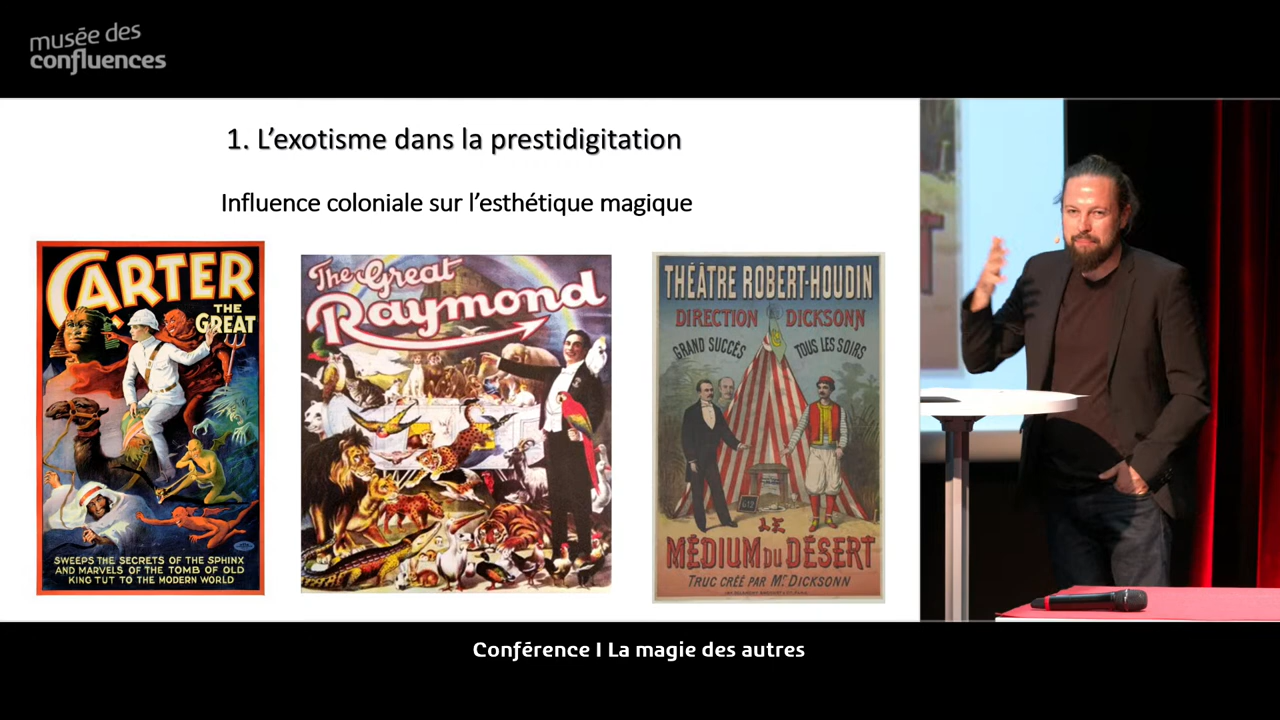 musée des
confluences
1. L’exotisme dans la prestidigitation
Influence coloniale sur l’esthétique magique
CARTER
THE
GREAT
SWEEPS THE SECRETS OF THE SPHINX
AND MARVELS OF THE TOMB OF OLD
KING TUT TO THE MODERN WORLD
The Great
Raymond
THÉÂTRE ROBERT-HOUDIN
DIRECTION DICKSONN
GRAND SUCCÈS TOUS LES SOIRS
LE
MÉDIUM DU DÉSERT
TRUC CRÉÉ PAR Mr DICKSONN
Conférence I La magie des autres